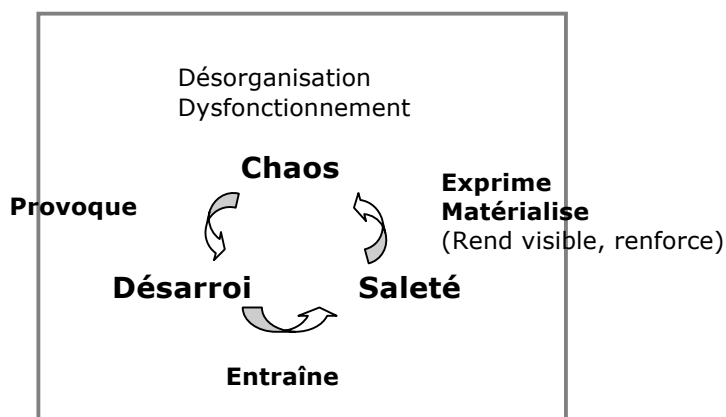 Désorganisation
Dysfonctionnement
Chaos
Exprime
Provoque
Matérialise
(Rend visible, renforce)
Désarroi
Saleté
Entraîne